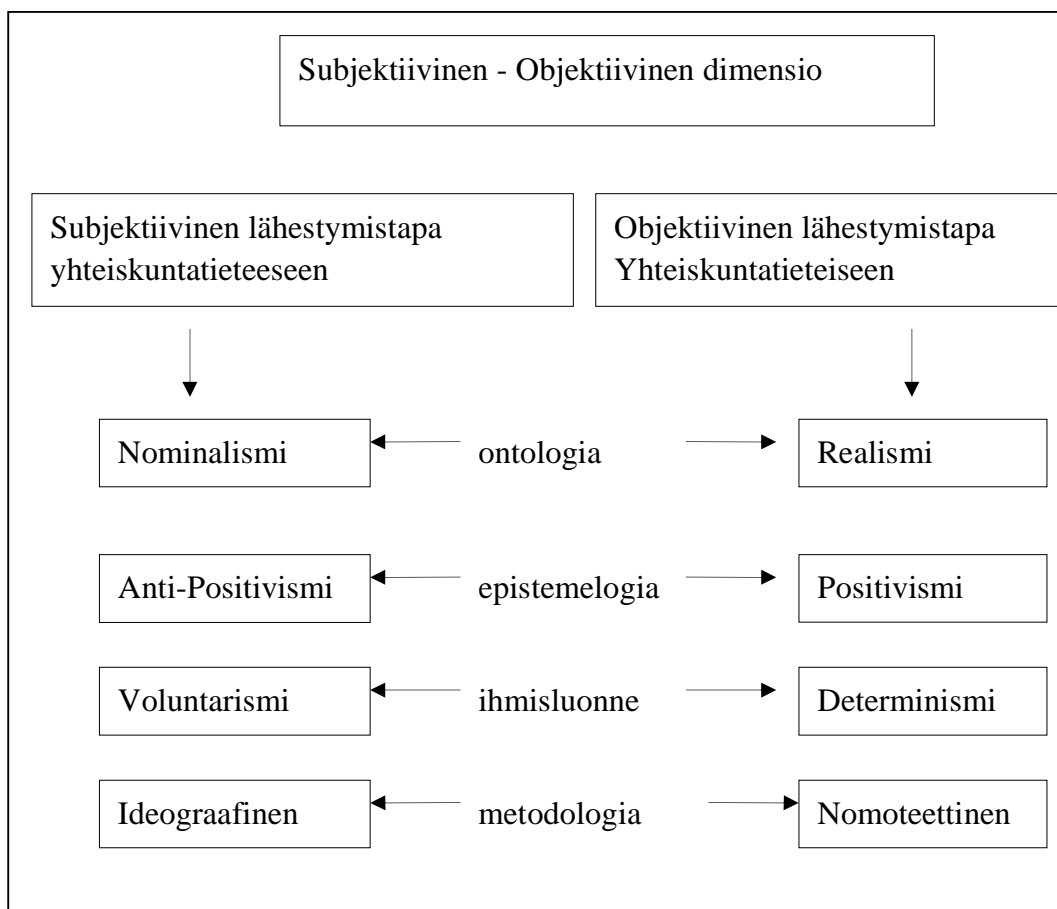 Subjektiivinen - Objektiivinen dimensio
Subjektiivinen lähestymistapa
yhteiskuntatieteeseen
Objektiivinen lähestymistapa
Yhteiskuntatieteiseen
Nominalismi ontologia Realismi
Anti-Positivismi epistemelogia Positivismi
Voluntarismi ihmisluonne Determinismi
Ideograafinen metodologia Nomoteettinen